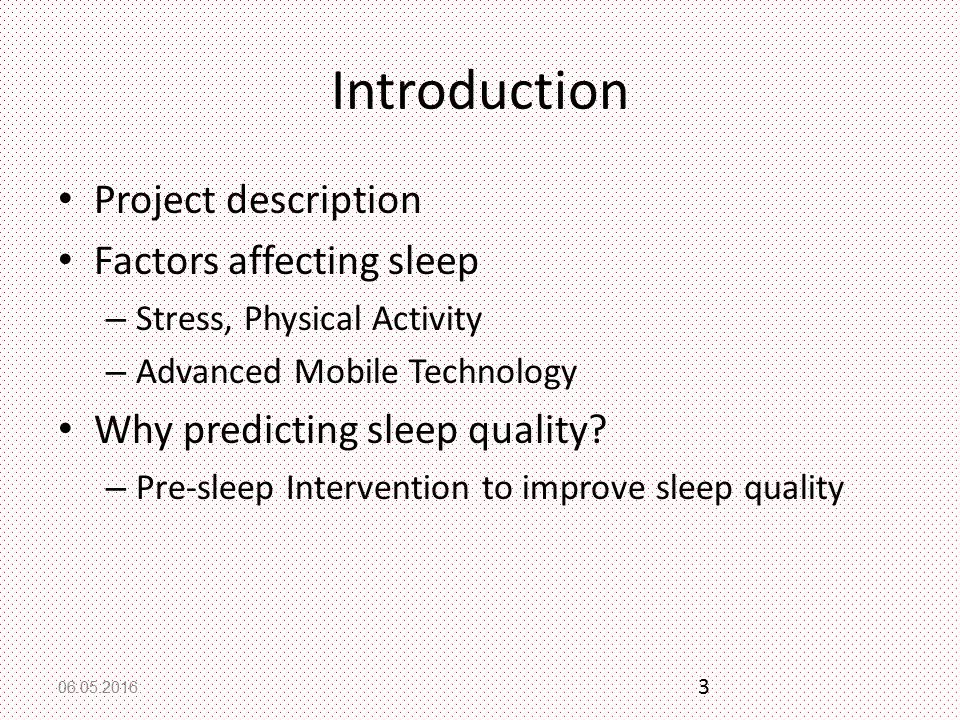 Introduction
• Project description
• Factors affecting sleep
– Stress, Physical Activity
– Advanced Mobile Technology
• Why predicting sleep quality?
– Pre-sleep Intervention to improve sleep quality
06.05.2016
3